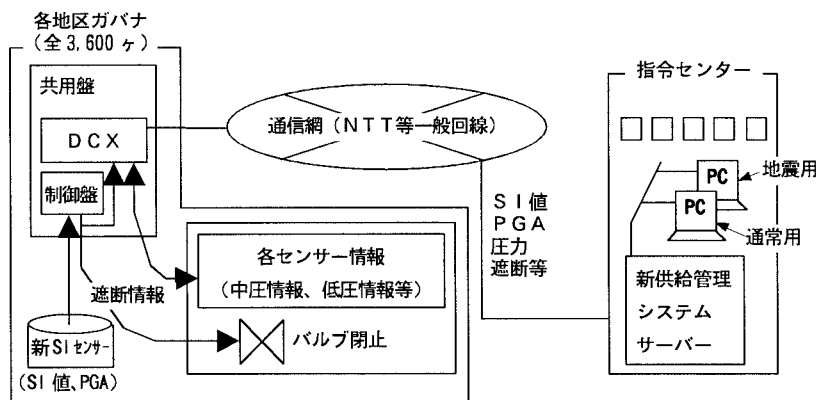 各地区ガバナ
（全3,600ヶ）
共用盤
DCX
制御盤
遮断情報
新SIセンサー
（SI値、PGA）
通信網（NTT等一般回線）
各センサー情報
（中圧情報、低圧情報等）
バルブ閉止
SI値
PGA
圧力
遮断等
指令センター
PC
地震用
PC
通常用
新供給管理
システム
サーバー